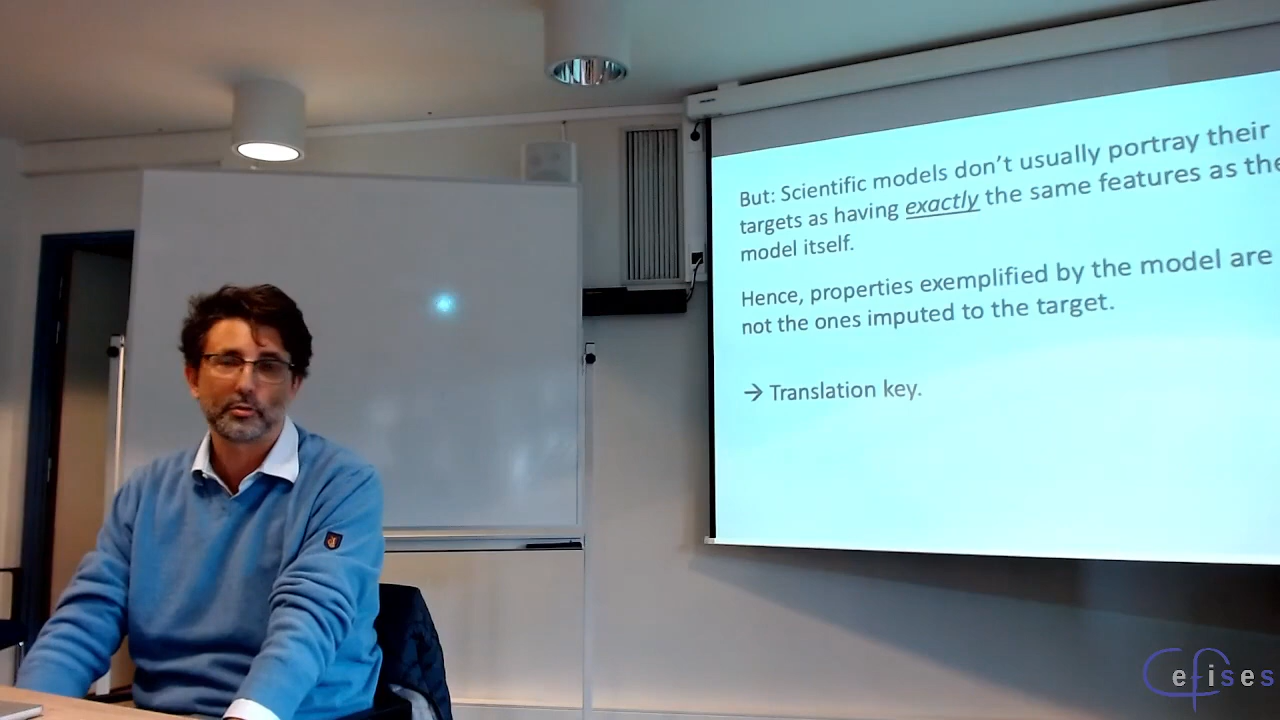 But: Scientific models don't usually portray their
targets as having exactly the same features as the
model itself.
Hence, properties exemplified by the model are
not the ones imputed to the target.
→ Translation key.
efises